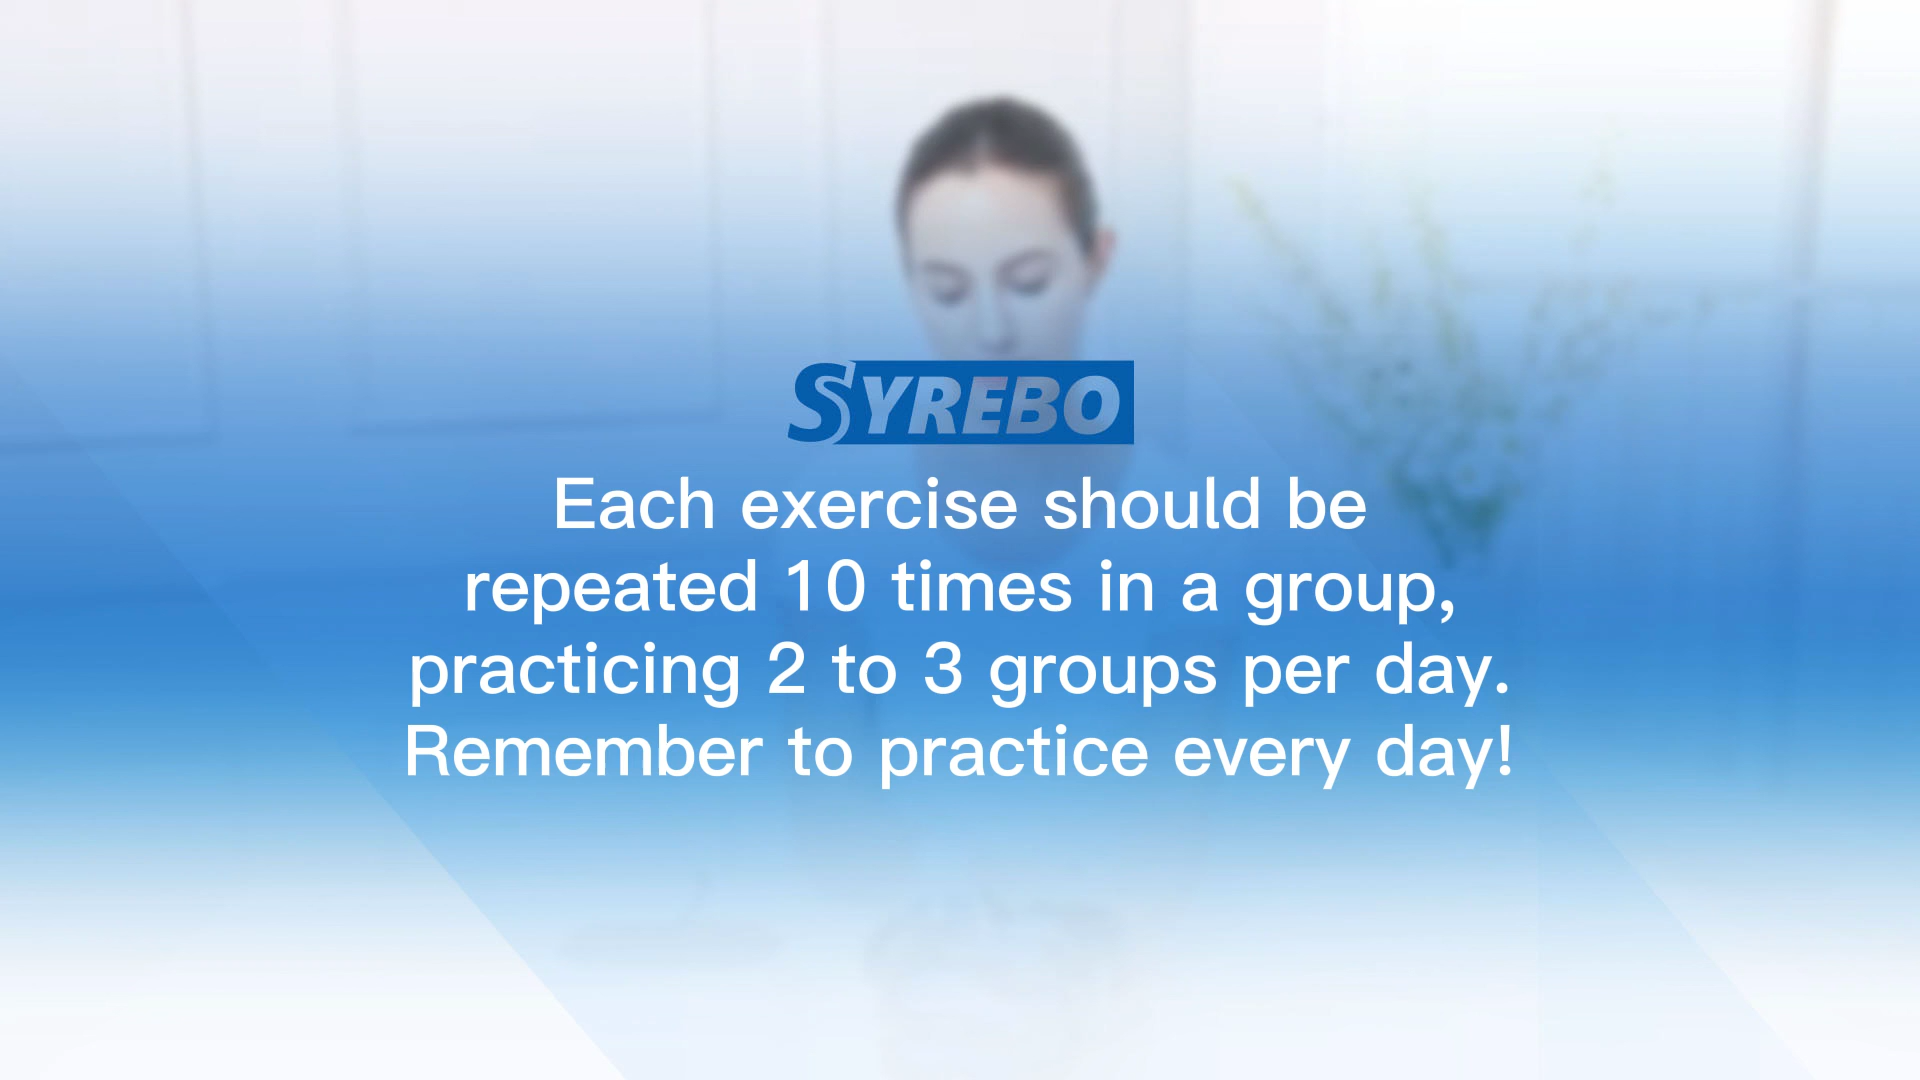 SYREBO
Each exercise should be
repeated 10 times in a group,
practicing 2 to 3 groups per day.
Remember to practice every day!